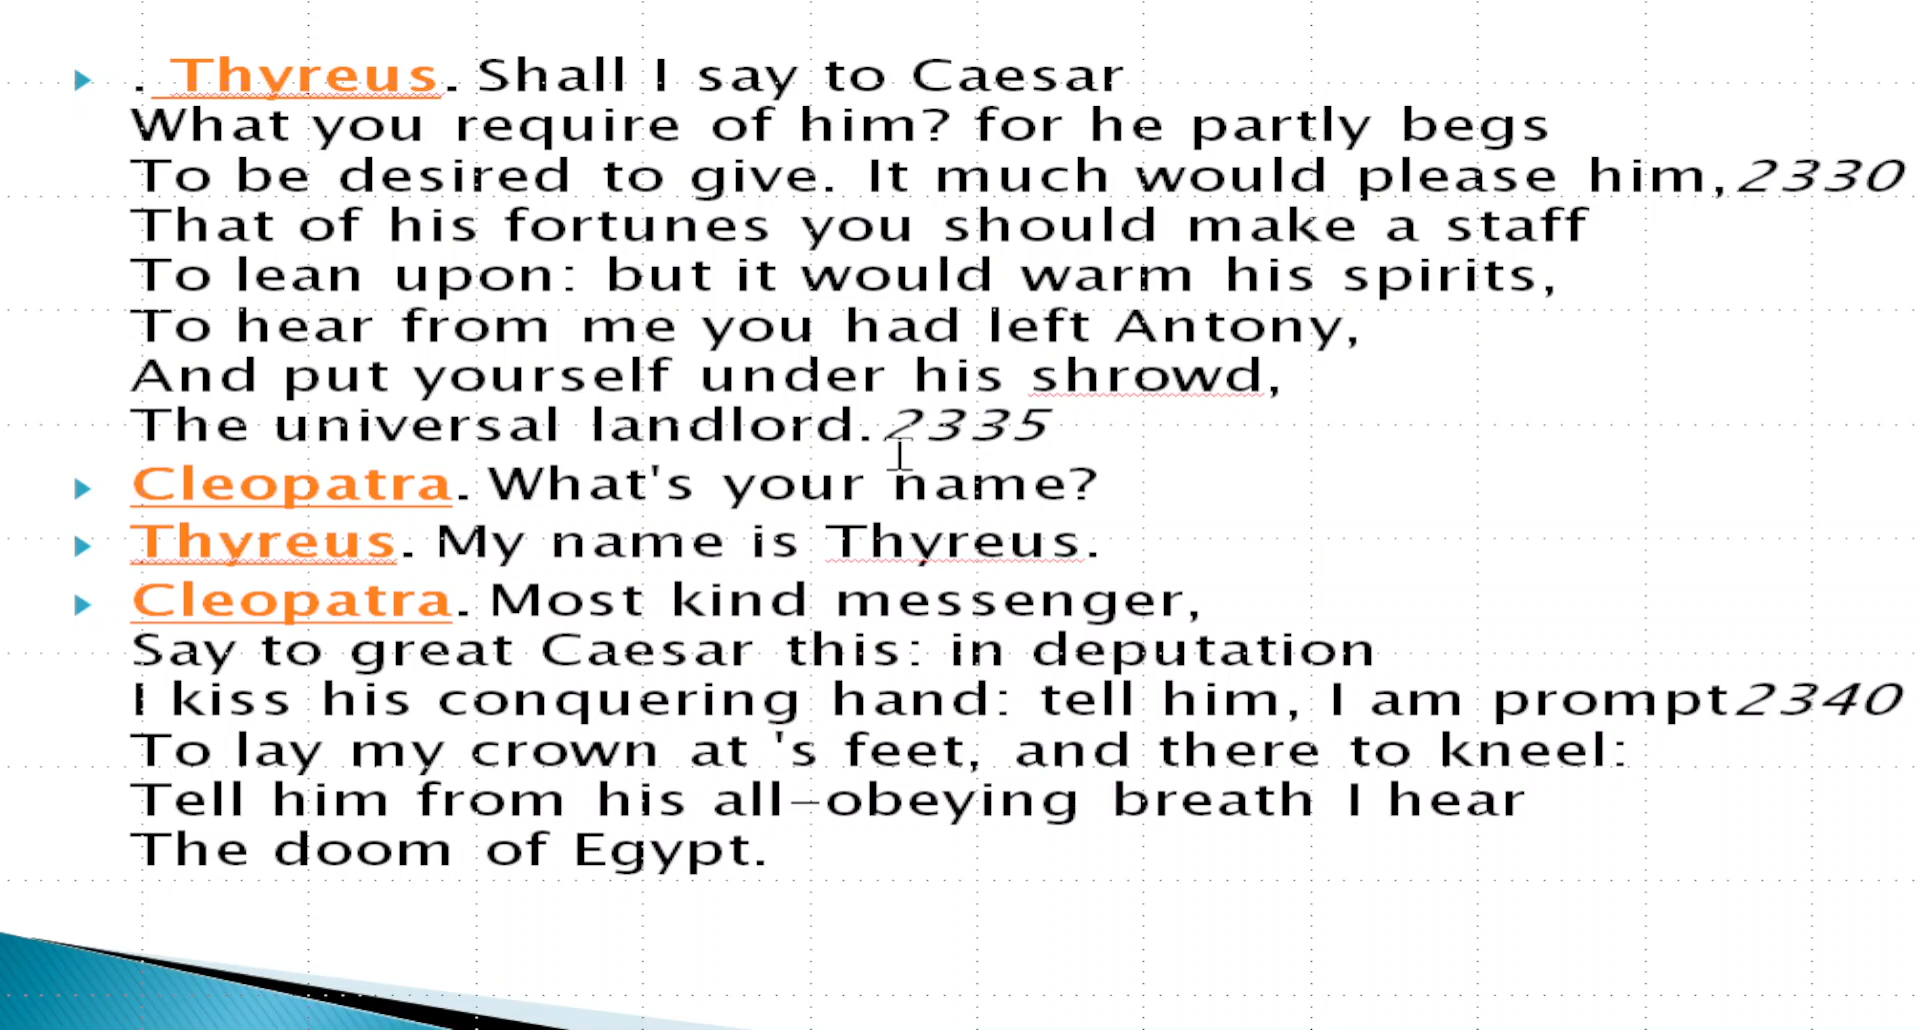 . Thyreus. Shall I say to Caesar
What you require of him? for he partly begs
To be desired to give. It much would please him,2330
That of his fortunes you should make a staff
To lean upon: but it would warm his spirits,
To hear from me you had left Antony,
And put yourself under his shrowd,
The universal landlord.2335
Cleopatra. What's your name?
Thyreus. My name is Thyreus.
Cleopatra. Most kind messenger,
Say to great Caesar this: in deputation
I kiss his conquering hand: tell him, I am prompt2340
To lay my crown at 's feet, and there to kneel:
Tell him from his all-obeying breath I hear
The doom of Egypt.